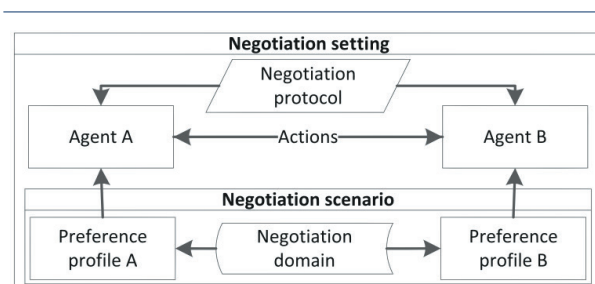 Negotiation setting
Negotiation
protocol
Agent A
Actions
Agent B
Negotiation scenario
Preference
profile A
Negotiation
domain
Preference
profile B